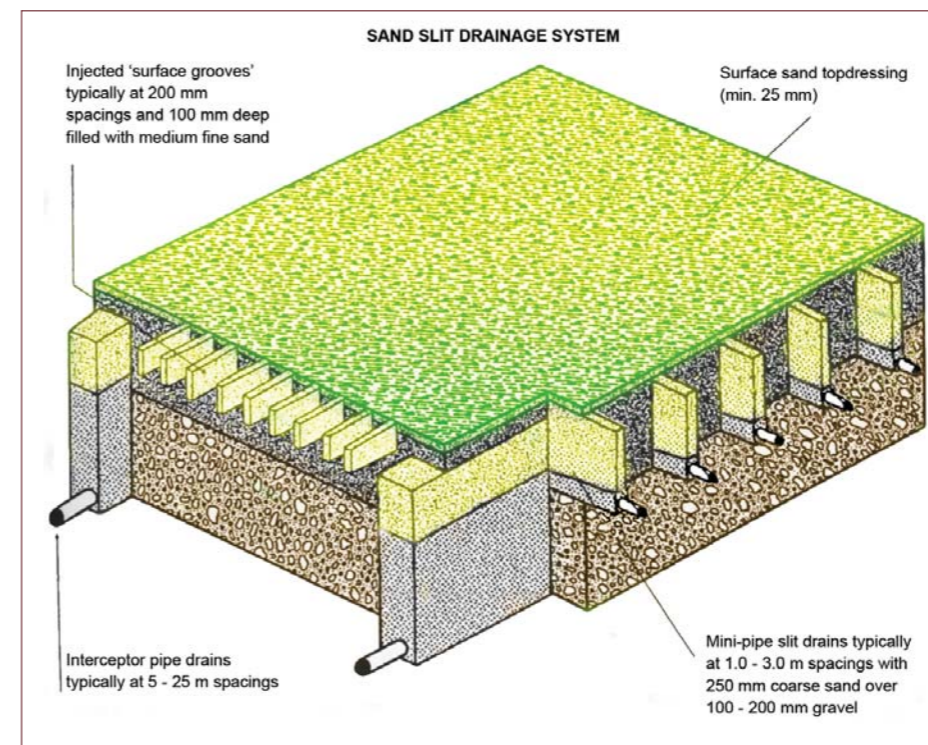 SAND SLIT DRAINAGE SYSTEM
Injected ‘surface grooves’
typically at 200 mm
spacings and 100 mm deep
filled with medium fine sand
Surface sand topdressing
(min. 25 mm)
Interceptor pipe drains
typically at 5 - 25 m spacings
Mini-pipe slit drains typically
at 1.0 - 3.0 m spacings with
250 mm coarse sand over
100 - 200 mm gravel